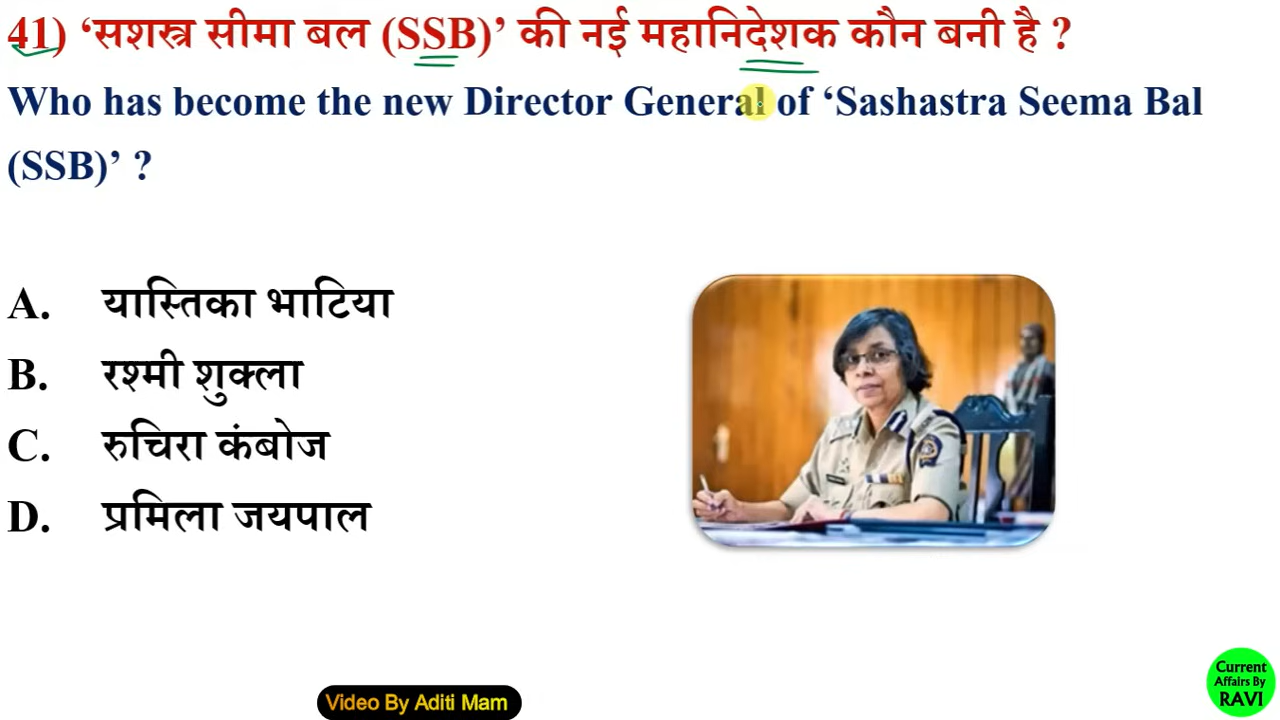 41) ‘सशस्त्र सीमा बल (SSB)’ की नई महानिदेशक कौन बनी है ?
Who has become the new Director General of ‘Sashastra Seema Bal
(SSB)’ ?
A. यास्तिका भाटिया
B. रश्मी शुक्ला
C. रुचिरा कंबोज
D. प्रमिला जयपाल
Video By Aditi Mam
Current
Affairs By
RAVI